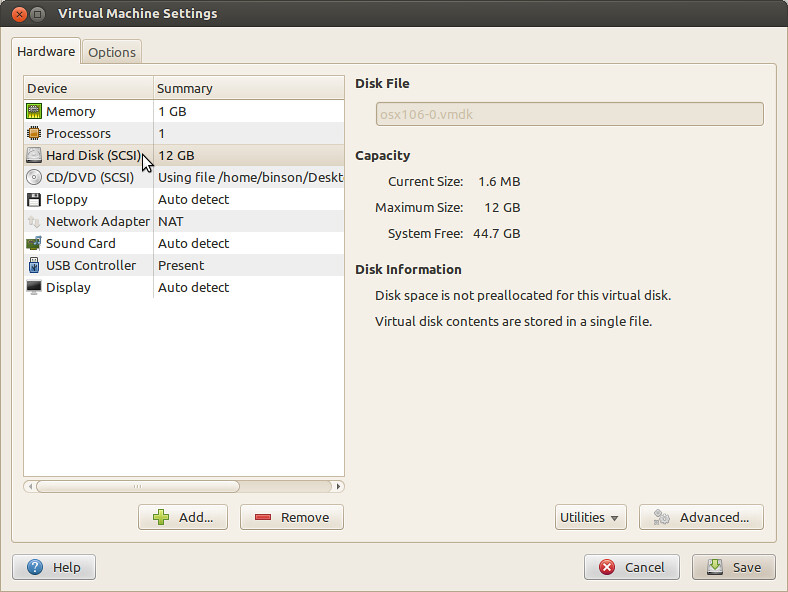 Virtual Machine Settings
Hardware Options
Device Summary
Memory 1 GB
Processors 1
Hard Disk (SCSI) 12 GB
CD/DVD (SCSI) Using file /home/binson/Deskt
Floppy Auto detect
Network Adapter NAT
Sound Card Auto detect
USB Controller Present
Display Auto detect
Add... Remove
Disk File
osx106-0.vmdk
Capacity
Current Size: 1.6 MB
Maximum Size: 12 GB
System Free: 44.7 GB
Disk Information
Disk space is not preallocated for this virtual disk.
Virtual disk contents are stored in a single file.
Utilities Advanced...
Help Cancel Save